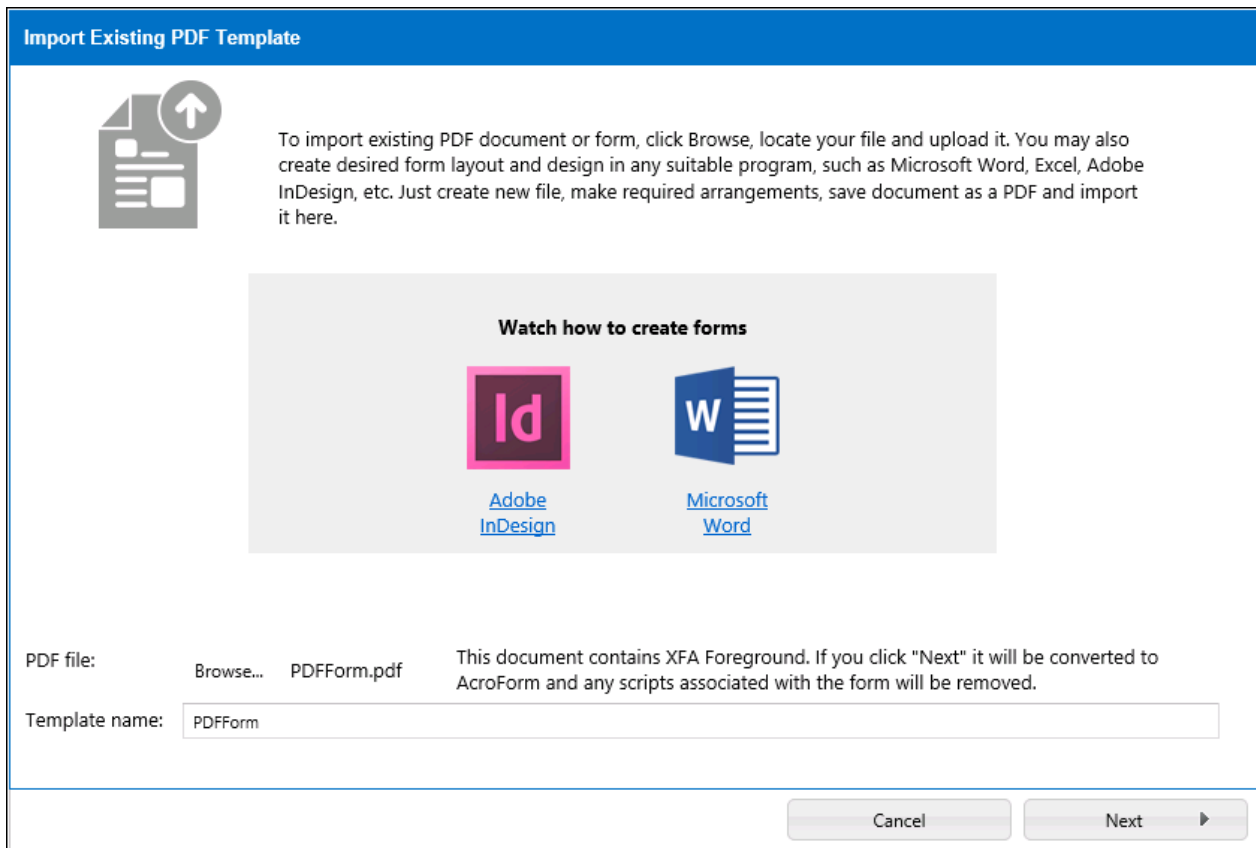 Import Existing PDF Template
To import existing PDF document or form, click Browse, locate your file and upload it. You may also
create desired form layout and design in any suitable program, such as Microsoft Word, Excel, Adobe
InDesign, etc. Just create new file, make required arrangements, save document as a PDF and import
it here.
Watch how to create forms
Id
W
Adobe
InDesign
Microsoft
Word
PDF file:
Browse...
PDFForm.pdf
This document contains XFA Foreground. If you click "Next" it will be converted to
AcroForm and any scripts associated with the form will be removed.
Template name:
PDFForm
Cancel
Next